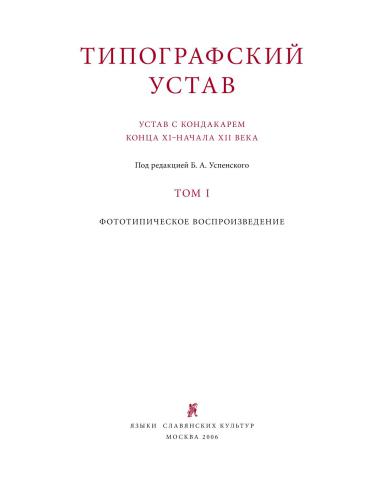 ТИПОГРАФСКИЙ
УСТАВ
УСТАВ С КОНДАКАРЕМ
КОНЦА XI–НАЧАЛА XII ВЕКА
Под редакцией Б. А. Успенского
ТОМ I
ФОТОТИПИЧЕСКОЕ ВОСПРОИЗВЕДЕНИЕ
ЯЗЫКИ СЛАВЯНСКИХ КУЛЬТУР
МОСКВА 2006